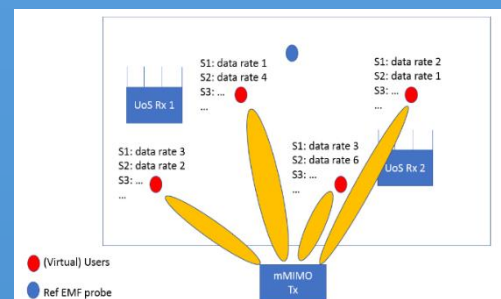 S1: data rate 1
S2: data rate 4
S3: ...
...
S1: data rate 2
S2: data rate 1
S3: ...
...
UoS Rx 1
S1: data rate 3
S2: data rate 2
S3: ...
...
S1: data rate 3
S2: data rate 6
S3: ...
...
UoS Rx 2
(Virtual) Users
Ref EMF probe
mMIMO
Tx